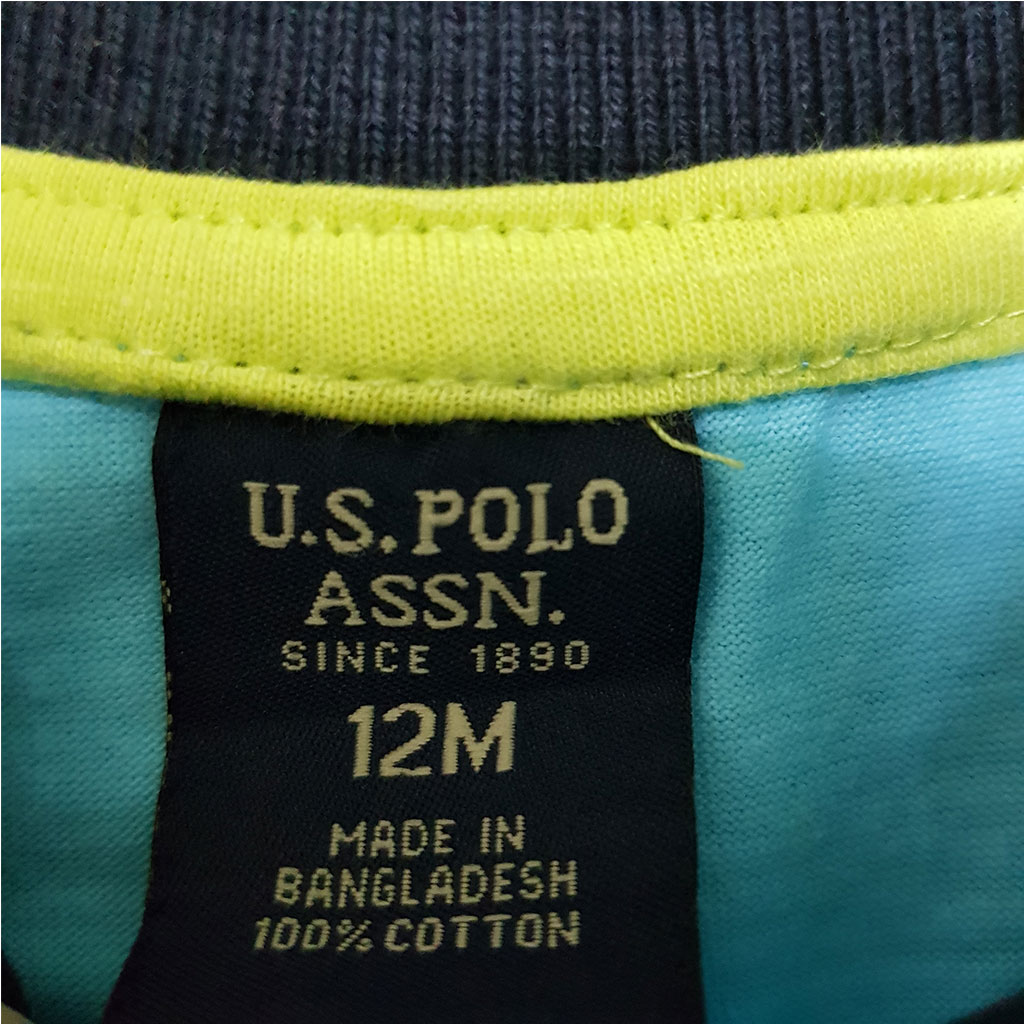 U.S. POLO
ASSN.
SINCE 1890
12M
MADE IN
BANGLADESH
100% COTTON